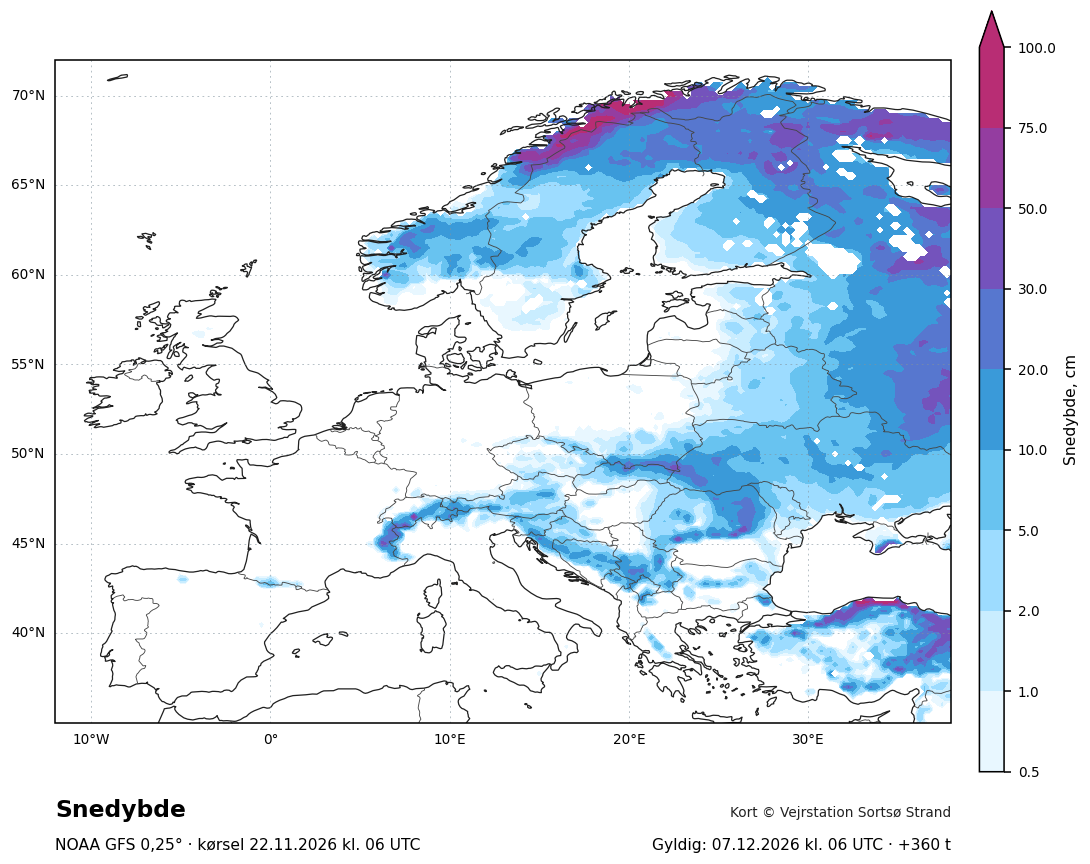 70°N
65°N
60°N
55°N
50°N
45°N
40°N
10°W
0°
10°E
20°E
30°E
100.0
75.0
50.0
30.0
20.0
10.0
5.0
2.0
1.0
0.5
Snedybde, cm
Snedybde
Kort © Vejrstation Sortsø Strand
NOAA GFS 0,25° · kørsel 22.11.2026 kl. 06 UTC
Gyldig: 07.12.2026 kl. 06 UTC · +360 t